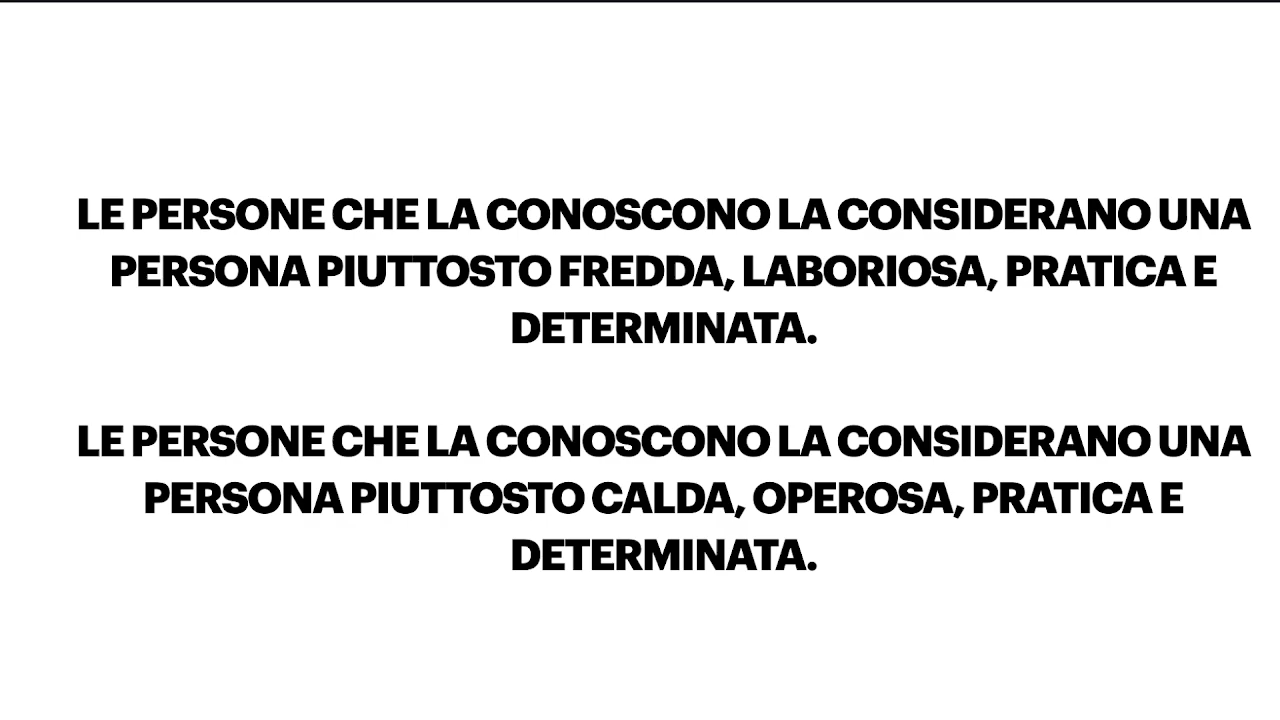 LE PERSONE CHE LA CONOSCONO LA CONSIDERANO UNA
PERSONA PIUTTOSTO FREDDA, LABORIOSA, PRATICA E
DETERMINATA.
LE PERSONE CHE LA CONOSCONO LA CONSIDERANO UNA
PERSONA PIUTTOSTO CALDA, OPEROSA, PRATICA E
DETERMINATA.